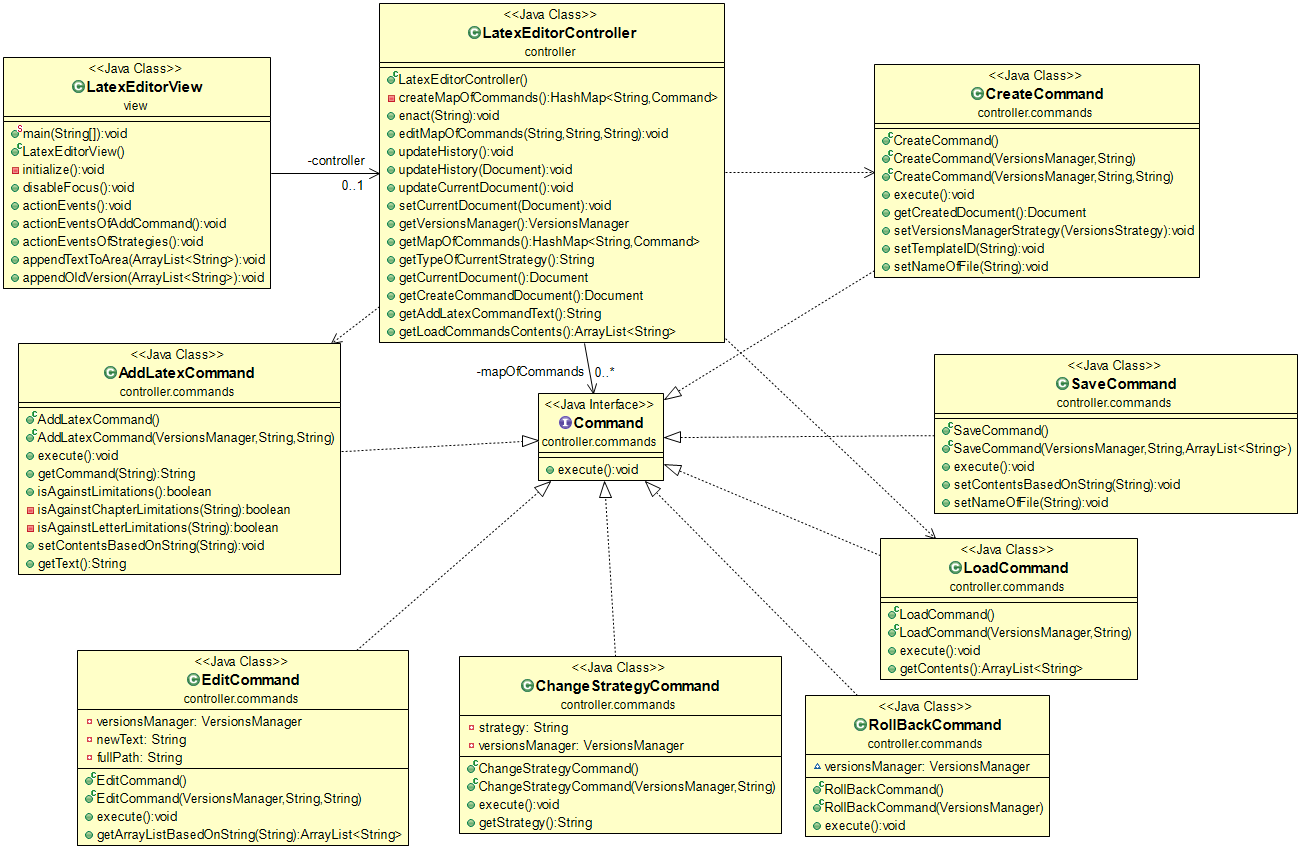 <<Java Class>>
LatexEditorController
controller
LatexEditorController()
createMapOfCommands():HashMap<String,Command>
enact(String):void
editMapOfCommands(String,String,String):void
updateHistory():void
updateHistory(Document):void
updateCurrentDocument():void
setCurrentDocument(Document):void
getVersionsManager():VersionsManager
getMapOfCommands():HashMap<String,Command>
getTypeOfCurrentStrategy():String
getCurrentDocument():Document
getCreateCommandDocument():Document
getAddLatexCommandText():String
getLoadCommandsContents():ArrayList<String>
<<Java Class>>
LatexEditorView
view
main(String[]):void
LatexEditorView()
initialize():void
disableFocus():void
actionEvents():void
actionEventsOfAddCommand():void
actionEventsOfStrategies():void
appendTextToArea(ArrayList<String>):void
appendOldVersion(ArrayList<String>):void
-controller
0..1
<<Java Class>>
CreateCommand
controller.commands
CreateCommand()
CreateCommand(VersionsManager,String)
CreateCommand(VersionsManager,String,String)
execute():void
getCreatedDocument():Document
setVersionsManagerStrategy(VersionsStrategy):void
setTemplateID(String):void
setNameOfFile(String):void
<<Java Class>>
AddLatexCommand
controller.commands
AddLatexCommand()
AddLatexCommand(VersionsManager,String,String)
execute():void
getCommand(String):String
isAgainstLimitations():boolean
isAgainstChapterLimitations(String):boolean
isAgainstLetterLimitations(String):boolean
setContentsBasedOnString(String):void
getText():String
-mapOfCommands
0..*
<<Java Interface>>
Command
controller.commands
execute():void
<<Java Class>>
SaveCommand
controller.commands
SaveCommand()
SaveCommand(VersionsManager,String,ArrayList<String>)
execute():void
setContentsBasedOnString(String):void
setNameOfFile(String):void
<<Java Class>>
LoadCommand
controller.commands
LoadCommand()
LoadCommand(VersionsManager,String)
execute():void
getContents():ArrayList<String>
<<Java Class>>
EditCommand
controller.commands
versionsManager: VersionsManager
newText: String
fullPath: String
EditCommand()
EditCommand(VersionsManager,String,String)
execute():void
getArrayListBasedOnString(String):ArrayList<String>
<<Java Class>>
ChangeStrategyCommand
controller.commands
strategy: String
versionsManager: VersionsManager
ChangeStrategyCommand()
ChangeStrategyCommand(VersionsManager,String)
execute():void
getStrategy():String
<<Java Class>>
RollBackCommand
controller.commands
versionsManager: VersionsManager
RollBackCommand()
RollBackCommand(VersionsManager)
execute():void